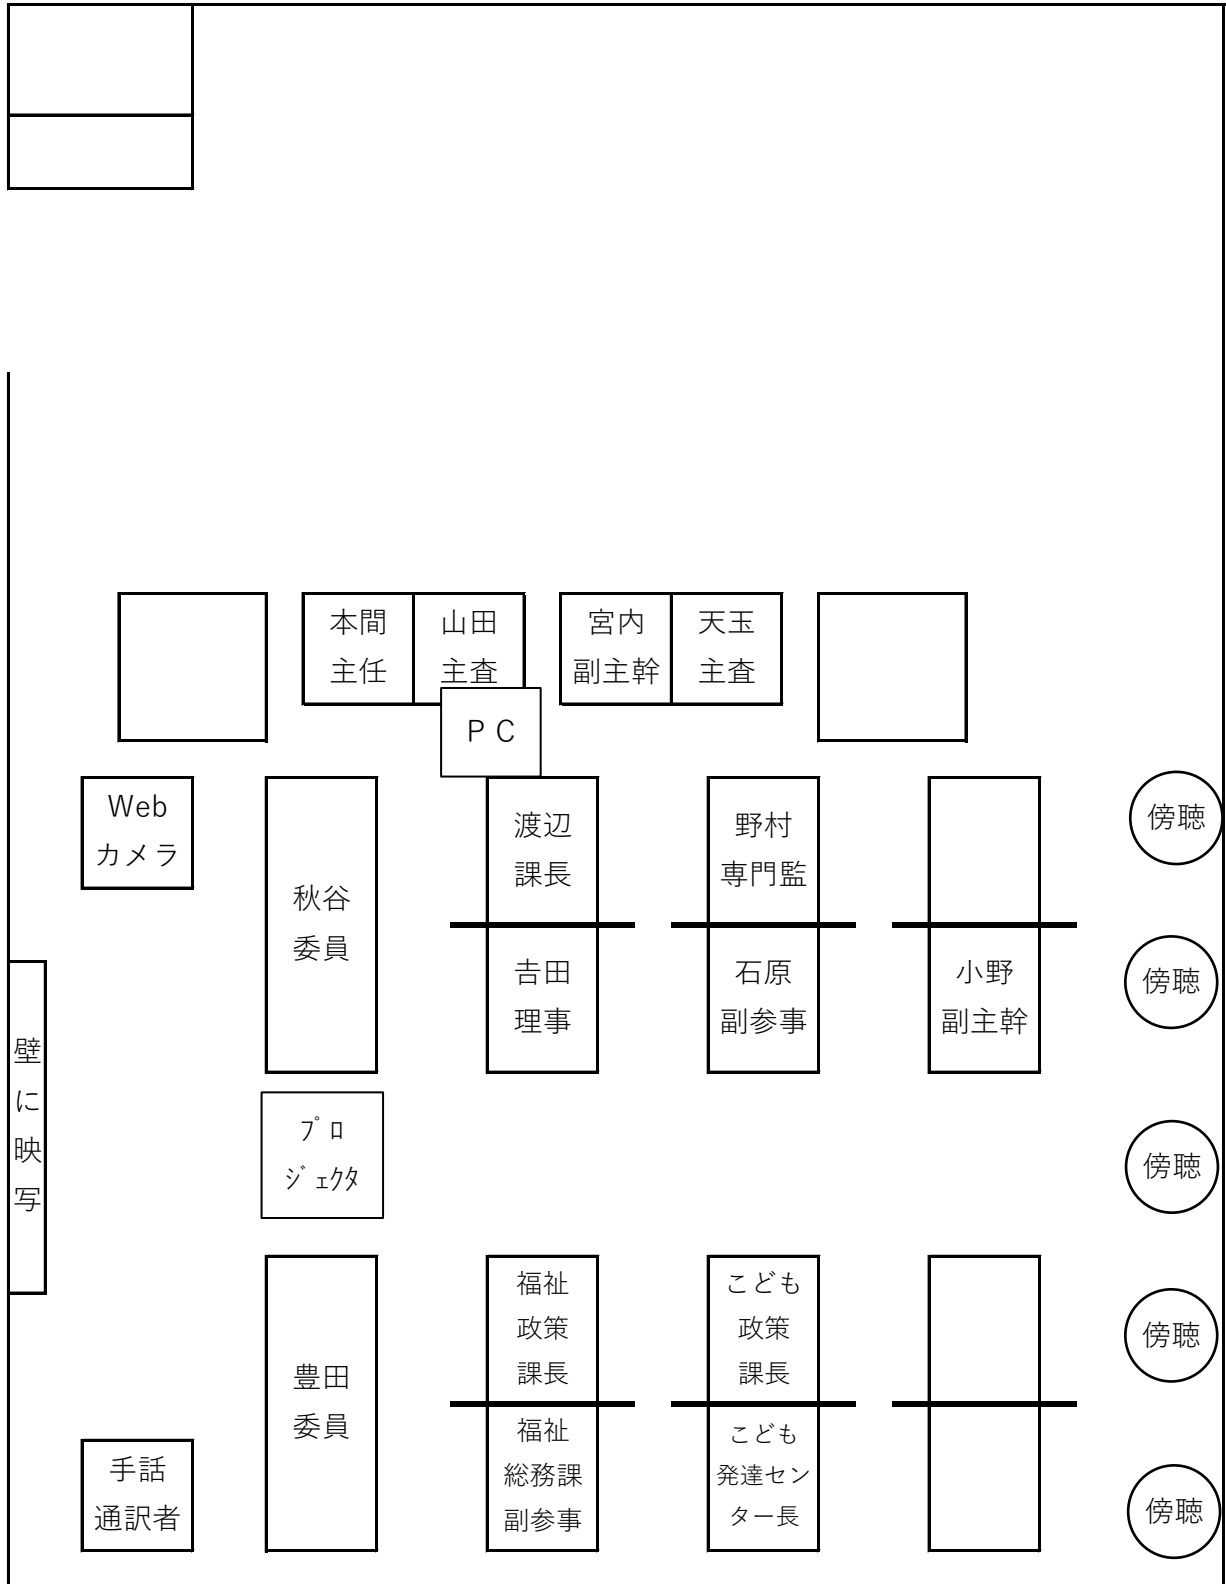 本間
主任
山田
主査
宮内
副主幹
天玉
主査
ＰＣ
Web
カメラ
秋谷
委員
渡辺
課長
𠮷田
理事
野村
専門監
石原
副参事
小野
副主幹
傍聴
傍聴
壁
に
映
写
ﾌﾟﾛ
ｼﾞｪｸﾀ
傍聴
豊田
委員
福祉
政策
課長
福祉
総務課
副参事
こども
政策
課長
こども
発達セン
ター長
傍聴
手話
通訳者
傍聴